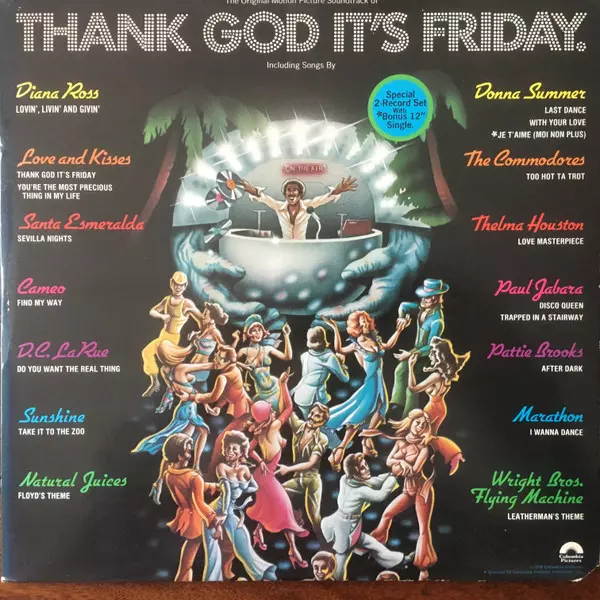 The Original Motion Picture Soundtrack of
THANK GOD IT'S FRIDAY.
Including Songs By
Special
2-Record Set
With
*Bonus 12"
Single.
ON THE AIR
Diana Ross
LOVIN', LIVIN' AND GIVIN'
Love and Kisses
THANK GOD IT'S FRIDAY
YOU'RE THE MOST PRECIOUS
THING IN MY LIFE
Santa Esmeralda
SEVILLA NIGHTS
Cameo
FIND MY WAY
D.C. LaRue
DO YOU WANT THE REAL THING
Sunshine
TAKE IT TO THE ZOO
Natural Juices
FLOYD'S THEME
Donna Summer
LAST DANCE
WITH YOUR LOVE
*JE T'AIME (MOI NON PLUS)
The Commodores
TOO HOT TA TROT
Thelma Houston
LOVE MASTERPIECE
Paul Jabara
DISCO QUEEN
TRAPPED IN A STAIRWAY
Pattie Brooks
AFTER DARK
Marathon
I WANNA DANCE
Wright Bros.
Flying Machine
LEATHERMAN'S THEME
Columbia
Pictures